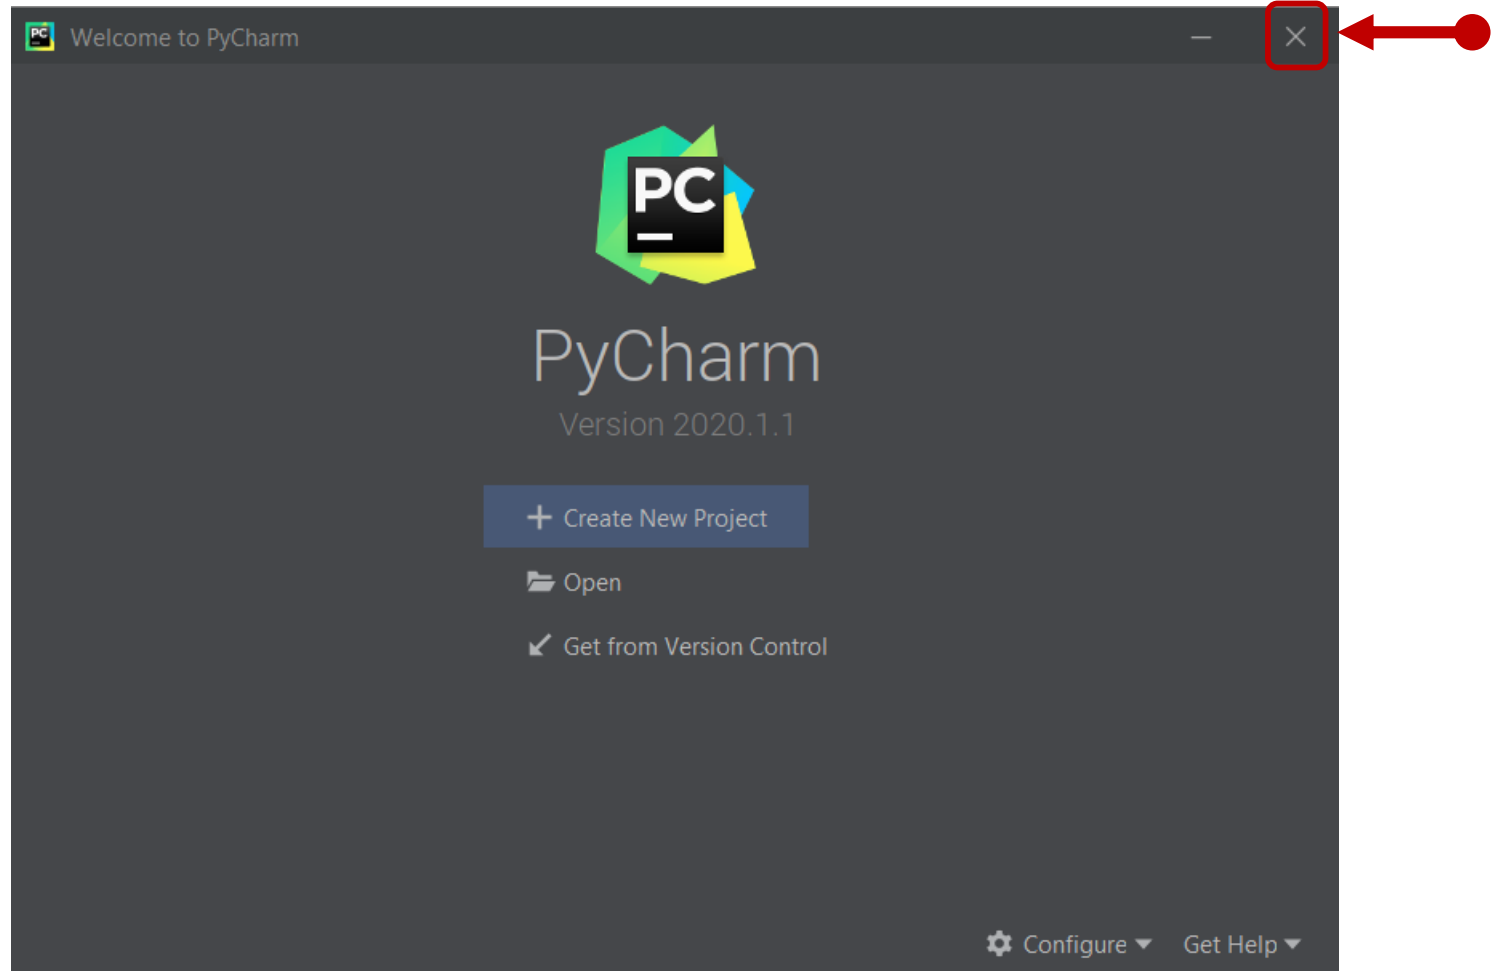 PC Welcome to PyCharm
PC
PyCharm
Version 2020.1.1
Create New Project
Open
Get from Version Control
Configure Get Help